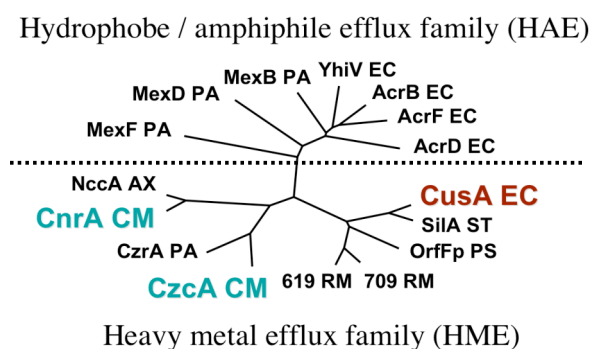 Hydrophobe / amphiphile efflux family (HAE)
YhiV EC
MexB PA
AcrB EC
MexD PA
AcrF EC
MexF PA
AcrD EC
NccA AX
CusA EC
CnrA CM
SilA ST
CzrA PA
OrfFp PS
CzcA CM
619 RM
709 RM
Heavy metal efflux family (HME)